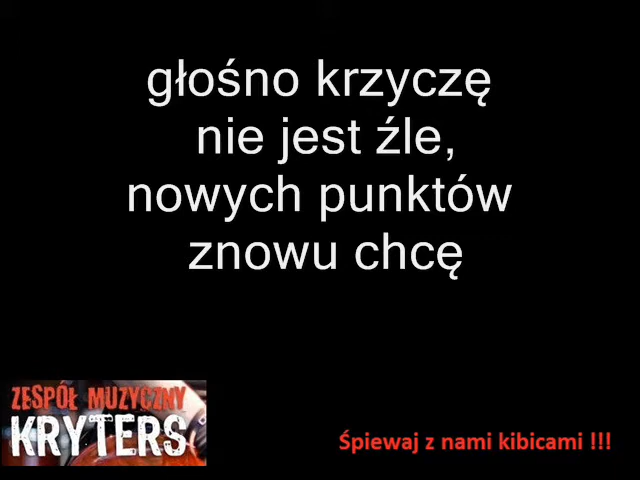 głośno krzyczę
nie jest źle,
nowych punktów
znowu chcę
ZESPÓŁ MUZYCZNY
KRYTERS
Śpiewaj z nami kibicami !!!